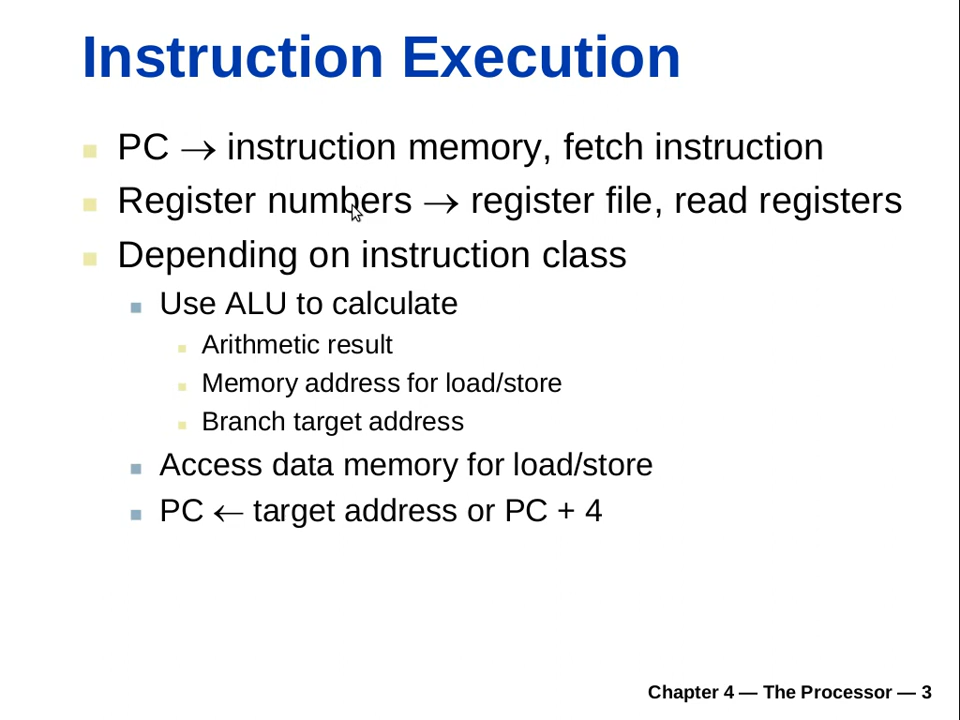 Instruction Execution
PC → instruction memory, fetch instruction
Register numbers → register file, read registers
Depending on instruction class
Use ALU to calculate
Arithmetic result
Memory address for load/store
Branch target address
Access data memory for load/store
PC ← target address or PC + 4
Chapter 4 — The Processor — 3